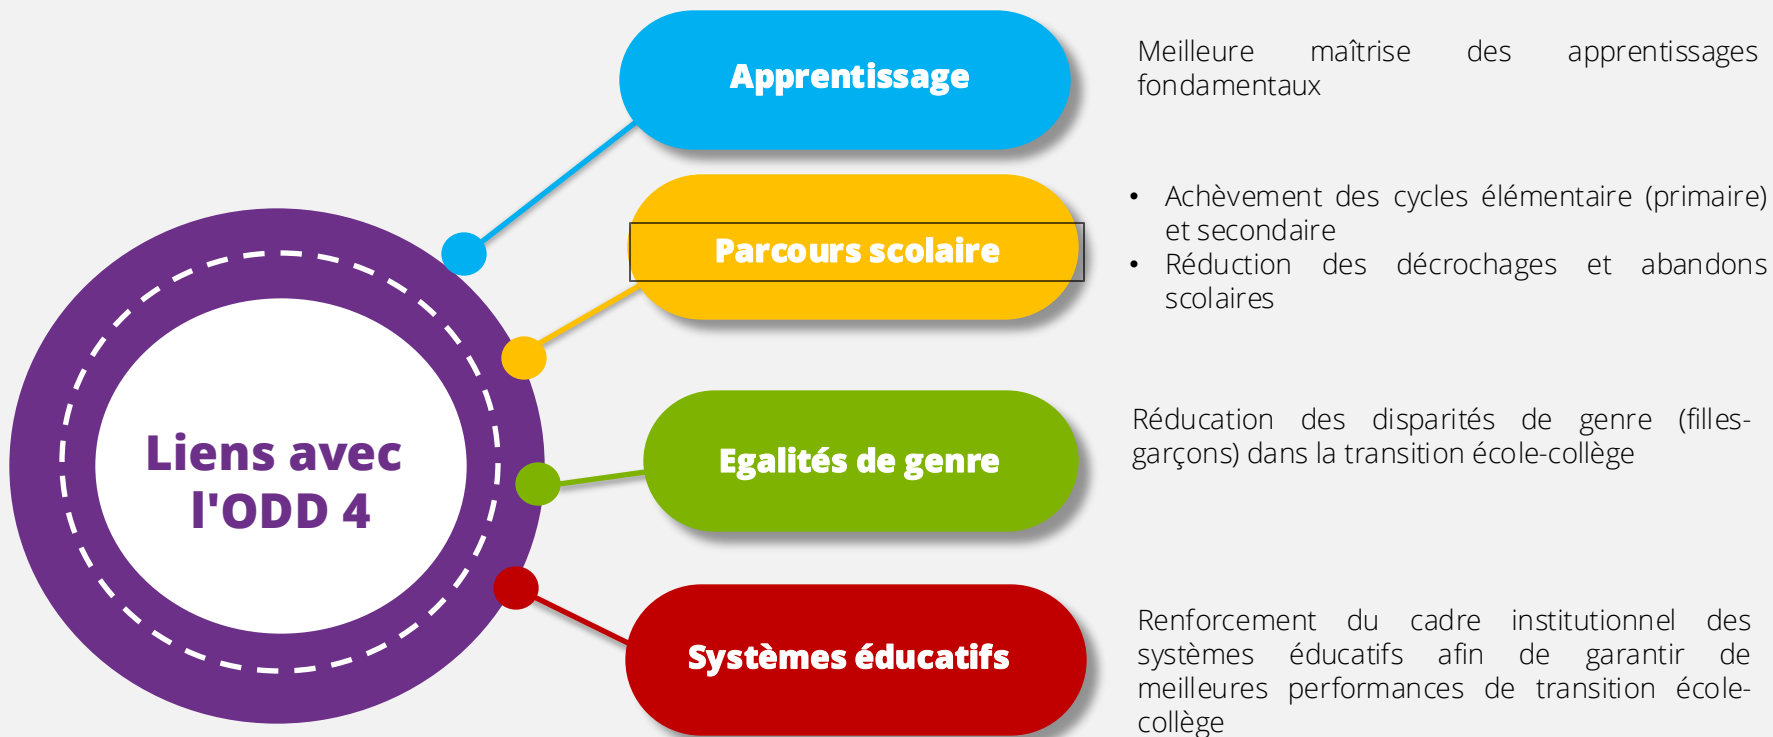 Apprentissage
Meilleure maîtrise des apprentissages
fondamentaux
Parcours scolaire
• Achèvement des cycles élémentaire (primaire)
et secondaire
• Réduction des décrochages et abandons
scolaires
Liens avec
l'ODD 4
Egalités de genre
Réducation des disparités de genre (filles-
garçons) dans la transition école-collège
Systèmes éducatifs
Renforcement du cadre institutionnel des
systèmes éducatifs afin de garantir de
meilleures performances de transition école-
collège